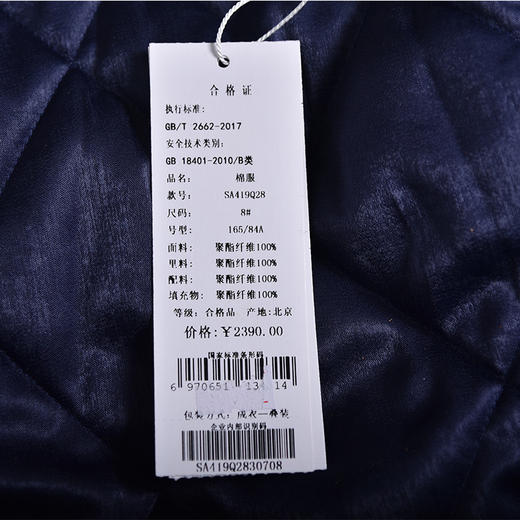 合格证
执行标准:
GB/T 2662-2017
安全技术类别:
GB 18401-2010/B类
品名: 棉服
款号: SA419Q28
尺码: 8#
号型: 165/84A
面料: 聚酯纤维100%
里料: 聚酯纤维100%
配料: 聚酯纤维100%
填充物: 聚酯纤维100%
等级: 合格品 产地: 北京
价格: ¥2390.00
国家标准条形码
6 970651
包装方式: 成衣—叠装
企业内部识别码
SA419Q2830708